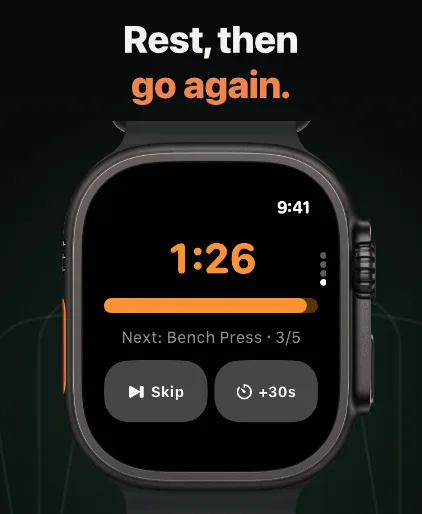 Rest, then
go again.
9:41
1:26
Next: Bench Press · 3/5
Skip
+30s